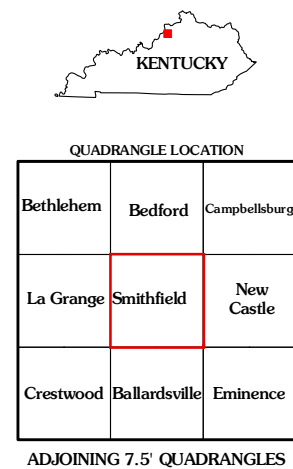 KENTUCKY
QUADRANGLE LOCATION
Bethlehem
Bedford
Campbellsburg
La Grange
Smithfield
New
Castle
Crestwood
Ballardsville
Eminence
ADJOINING 7.5' QUADRANGLES